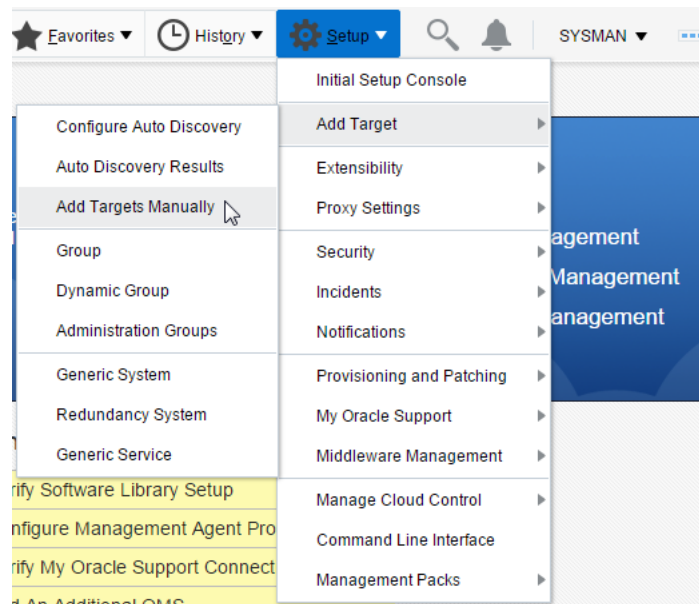 Favorites History Setup SYSMAN
Initial Setup Console
Add Target
Extensibility
Proxy Settings
Security
Incidents
Notifications
Provisioning and Patching
My Oracle Support
Middleware Management
Manage Cloud Control
Command Line Interface
Management Packs
Configure Auto Discovery
Auto Discovery Results
Add Targets Manually
Group
Dynamic Group
Administration Groups
Generic System
Redundancy System
Generic Service
agement
Management
anagement
rify Software Library Setup
nfigure Management Agent Pro
rify My Oracle Support Connect
d An Additional OMS